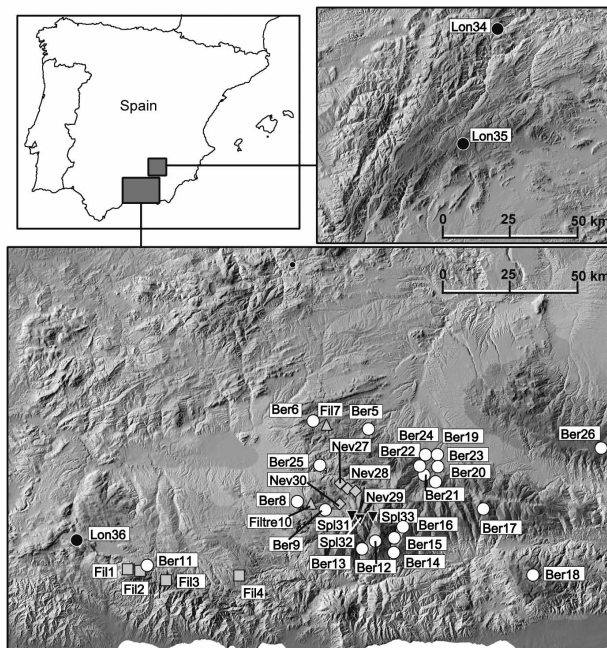 Spain
Lon34
Lon35
0 25 50 km
0 25 50 km
Ber6
Fil7
Ber5
Ber26
Nev27
Ber24
Ber19
Ber22
Ber23
Ber25
Nev28
Ber20
Nev30
Nev29
Ber21
Ber8
Filtre10
Spl31
Spl33
Ber16
Ber17
Lon36
Ber9
Spl32
Ber15
Ber11
Ber13
Ber12
Ber14
Ber18
Fil1
Fil2
Fil3
Fil4